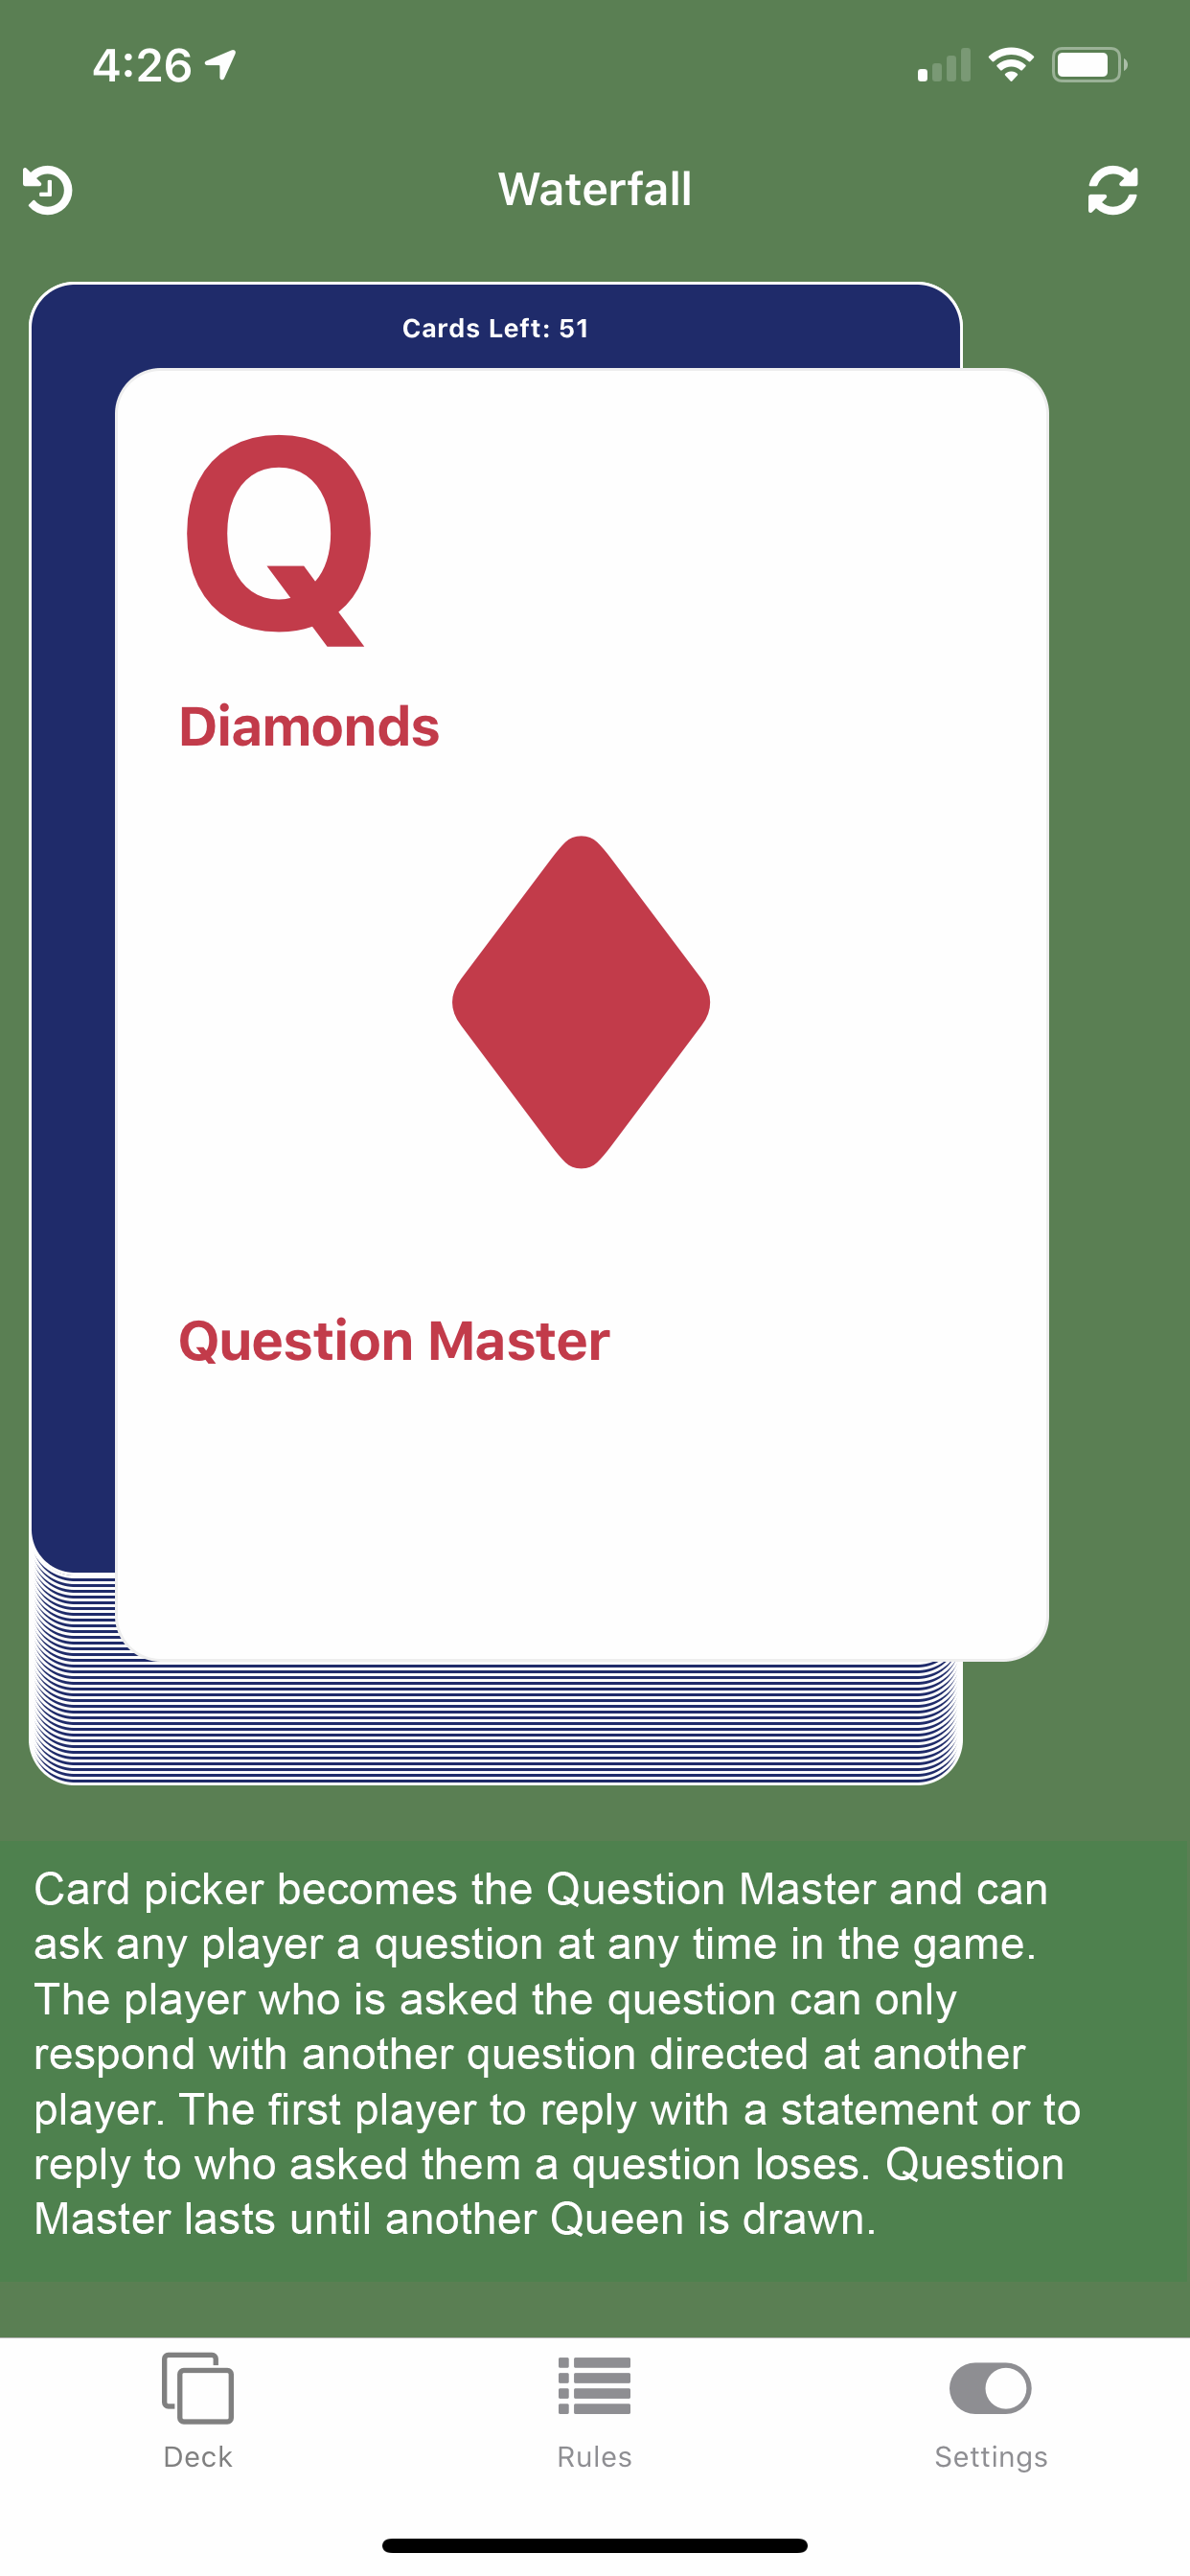 4:26
Waterfall
Cards Left: 51
Q
Diamonds
Question Master
Card picker becomes the Question Master and can
ask any player a question at any time in the game.
The player who is asked the question can only
respond with another question directed at another
player. The first player to reply with a statement or to
reply to who asked them a question loses. Question
Master lasts until another Queen is drawn.
Deck
Rules
Settings